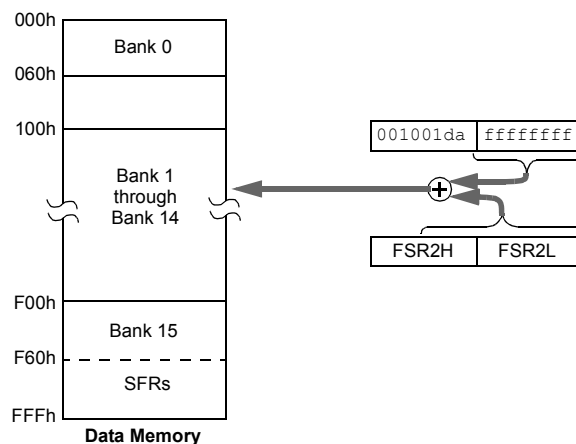 000h
Bank 0
060h
100h
Bank 1
through
Bank 14
F00h
Bank 15
F60h
SFRs
FFFh
Data Memory
001001da ffffffff
FSR2H FSR2L